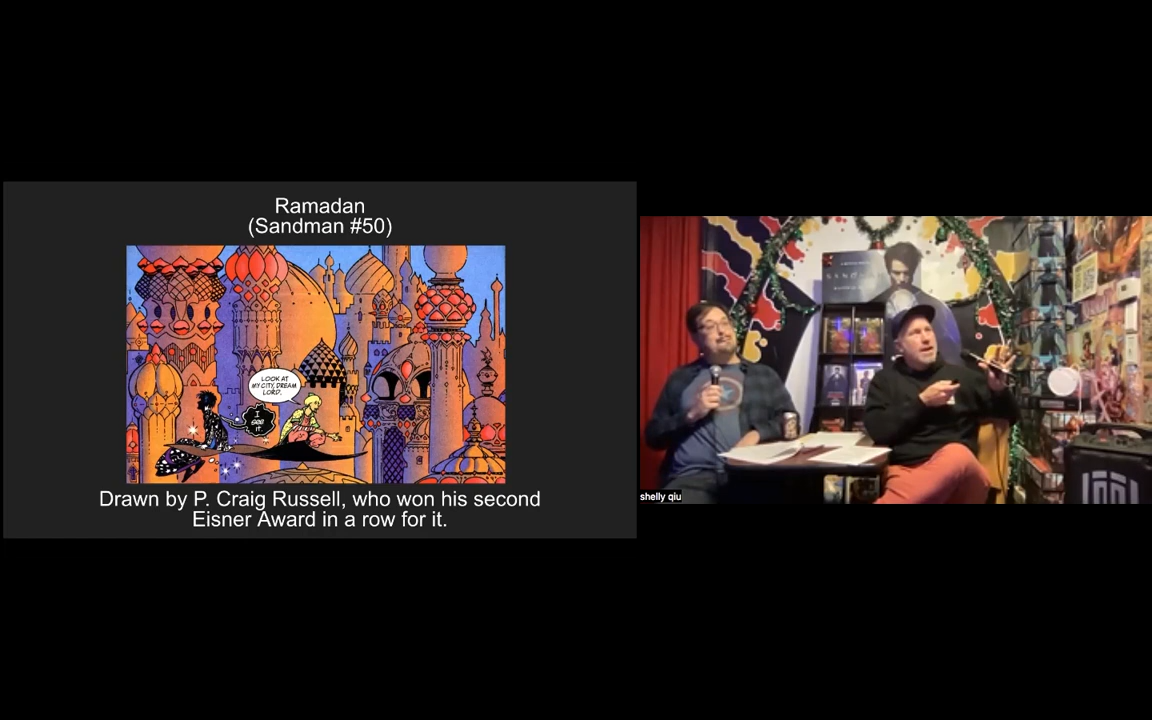 Ramadan
(Sandman #50)
LOOK AT
MY CITY, DREAM
LORD.
I
SEE
IT.
Drawn by P. Craig Russell, who won his second
Eisner Award in a row for it.
shelly qiu